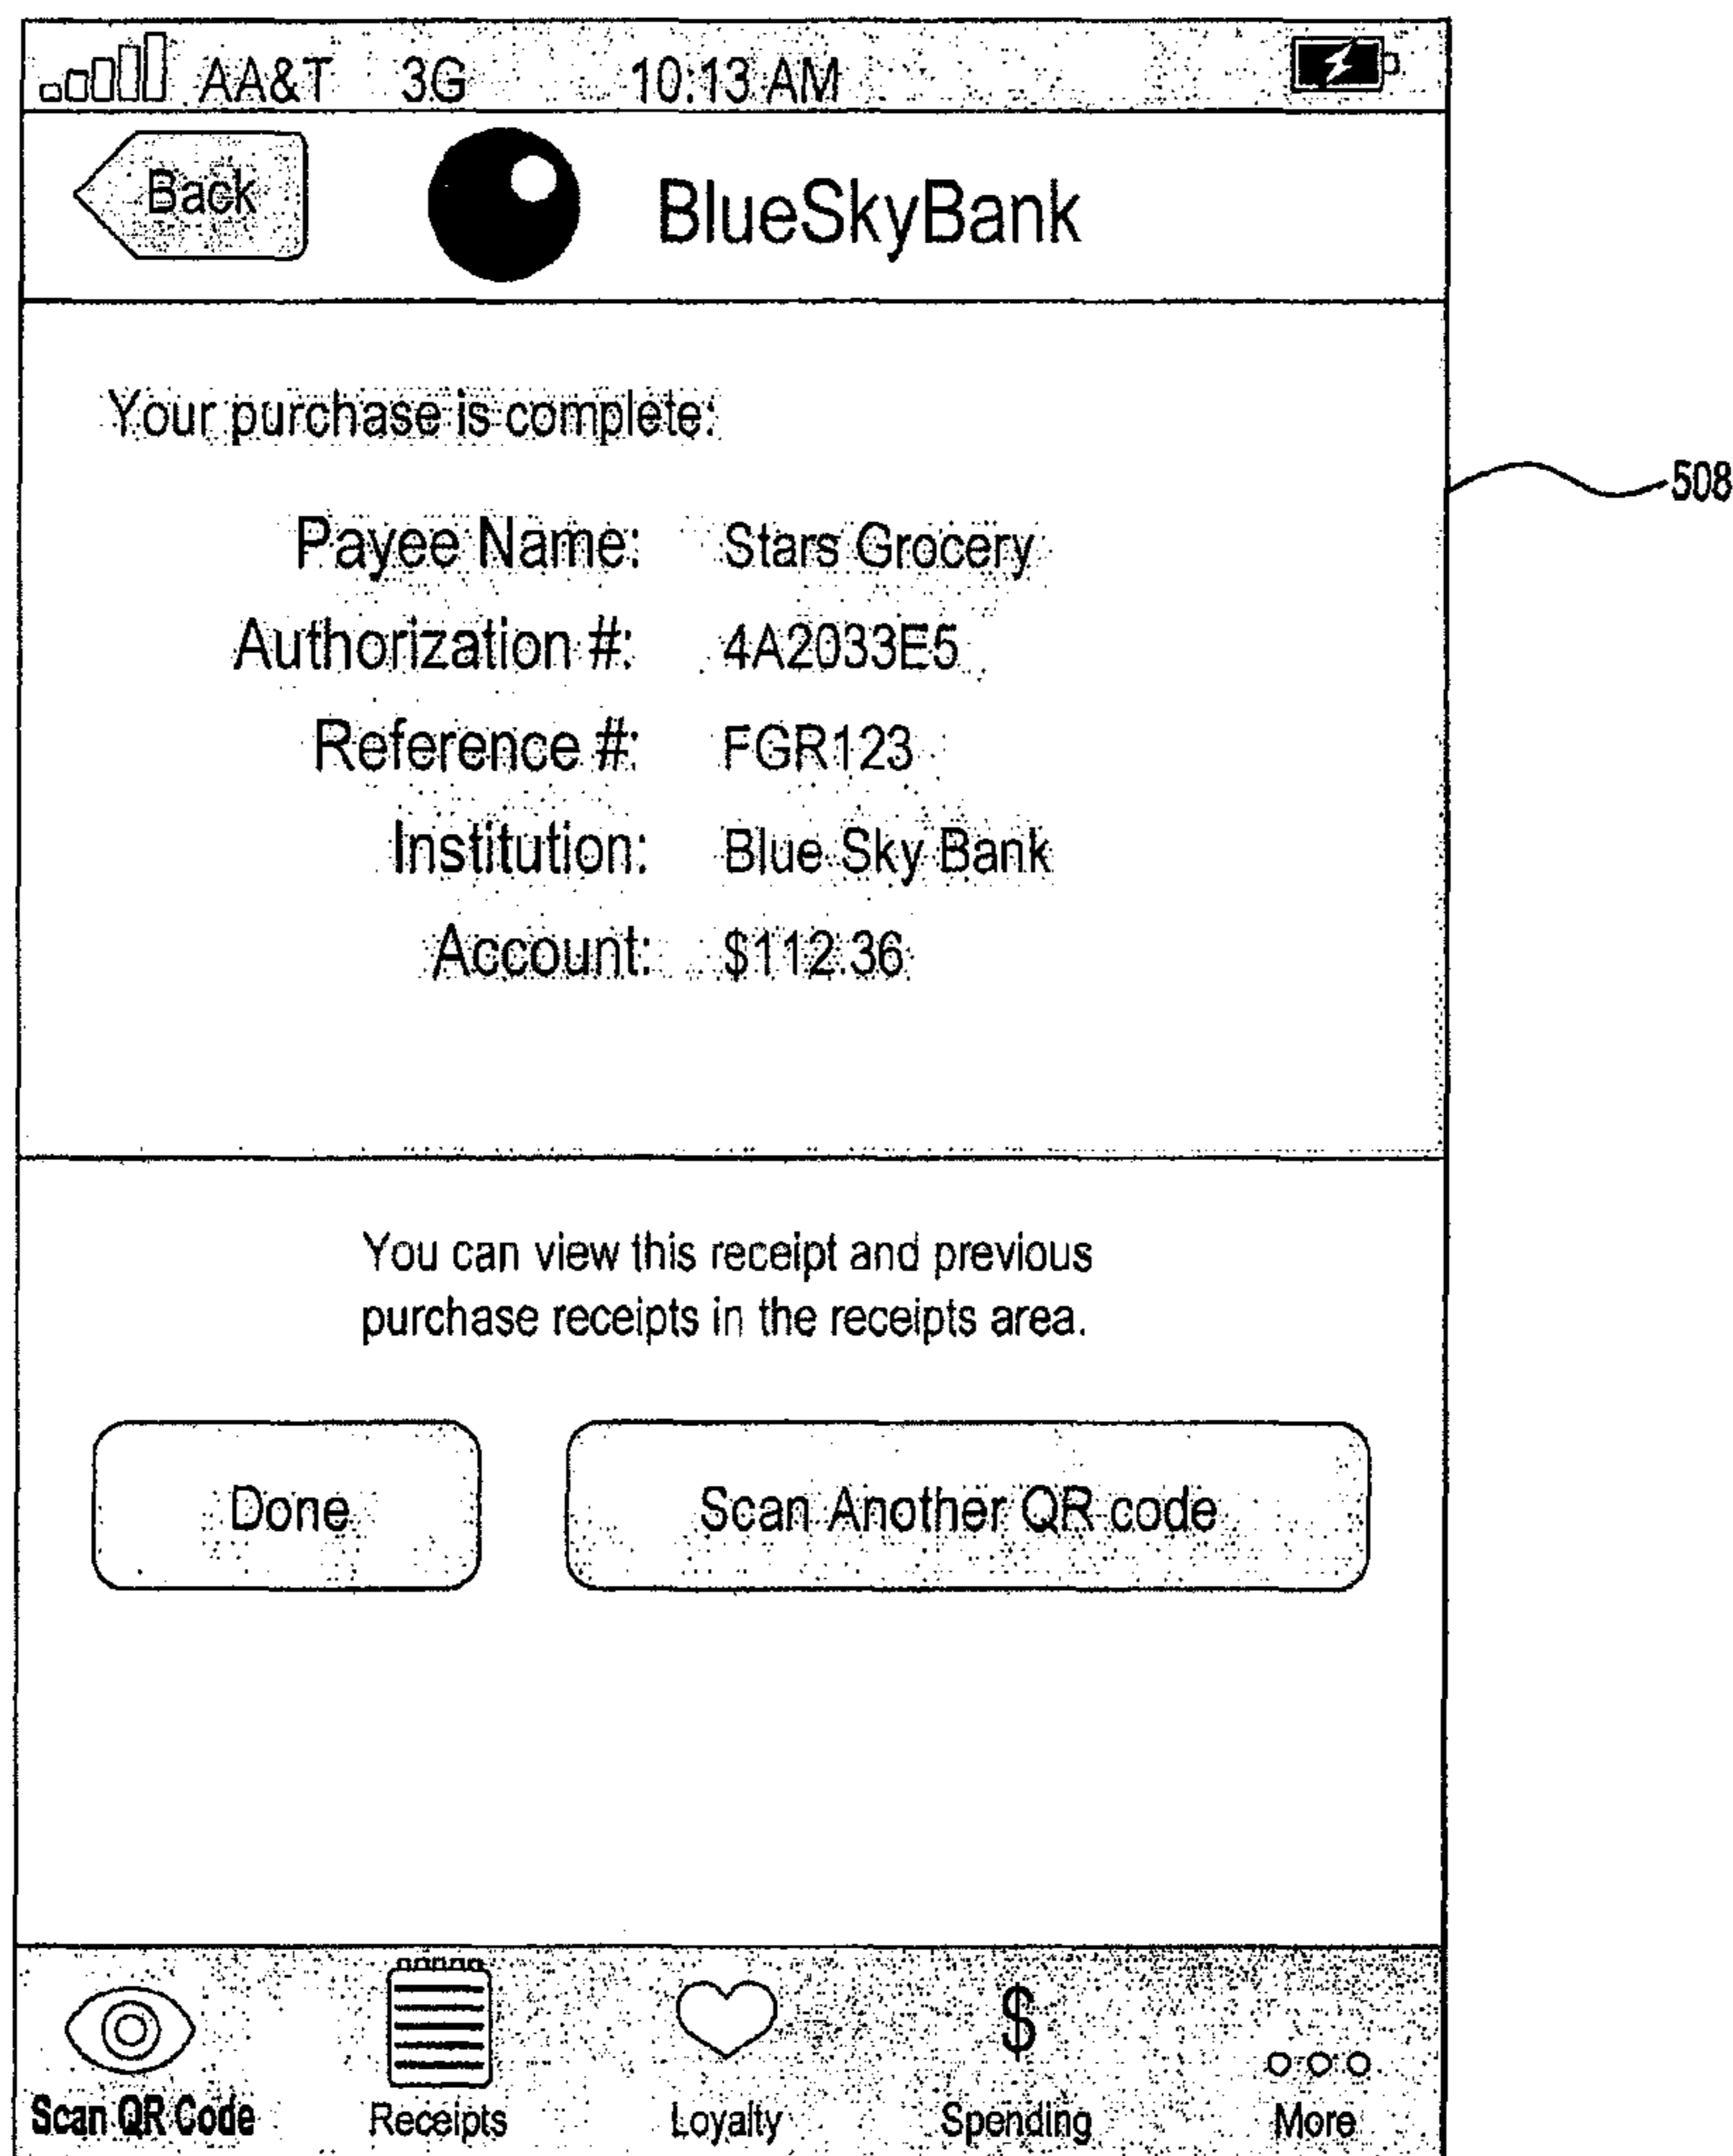 AA&T 3G 10:13 AM
Back BlueSkyBank
Your purchase is complete:
508
Payee Name: Stars Grocery
Authorization #: 4A2033E5
Reference #: FGR123
Institution: Blue Sky Bank
Account: $112.36
You can view this receipt and previous
purchase receipts in the receipts area.
Done Scan Another QR code
$
Scan QR Code Receipts Loyalty Spending More